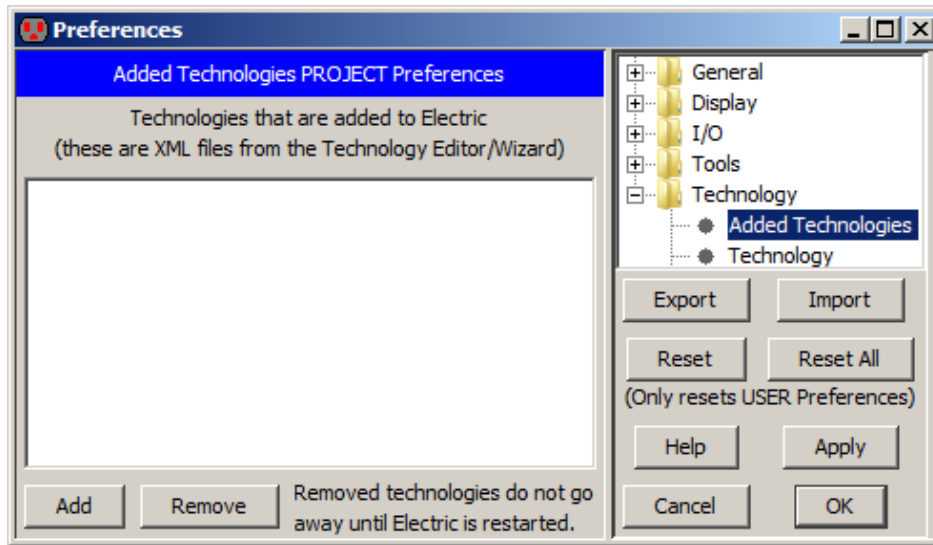 Preferences
Added Technologies PROJECT Preferences
Technologies that are added to Electric
(these are XML files from the Technology Editor/Wizard)
Add
Remove
Removed technologies do not go
away until Electric is restarted.
General
Display
I/O
Tools
Technology
Added Technologies
Technology
Export
Import
Reset
Reset All
(Only resets USER Preferences)
Help
Apply
Cancel
OK